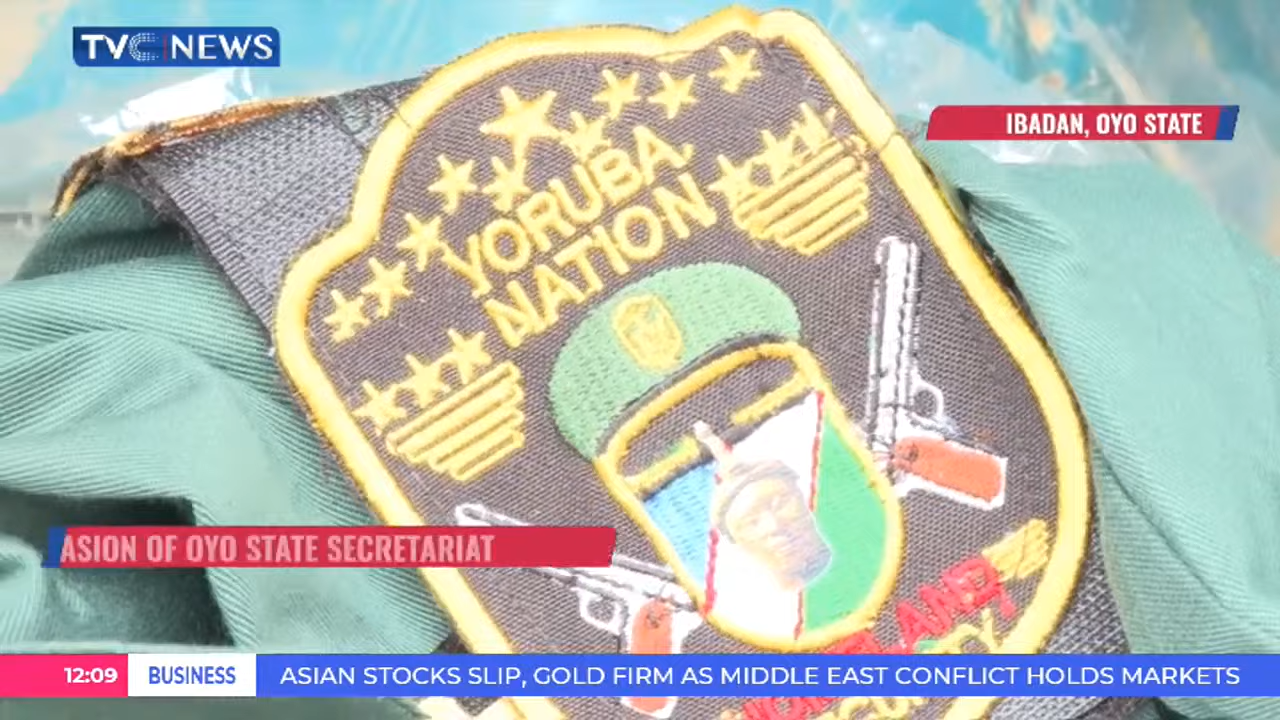 TVC NEWS
IBADAN, OYO STATE
YORUBA
NATION
ASION OF OYO STATE SECRETARIAT
12:09 BUSINESS ASIAN STOCKS SLIP, GOLD FIRM AS MIDDLE EAST CONFLICT HOLDS MARKETS